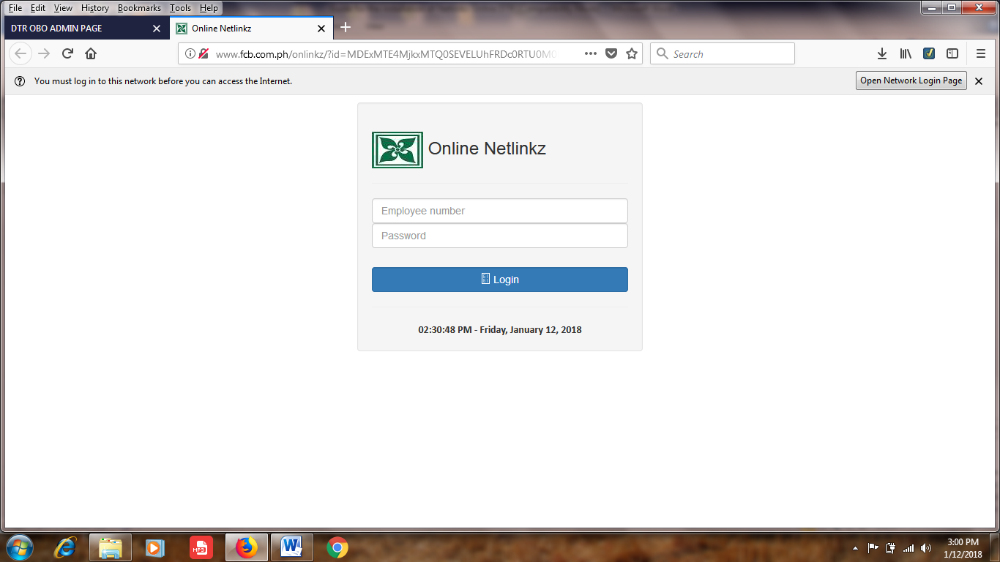 File Edit View History Bookmarks Tools Help
DTR OBO ADMIN PAGE
Online Netlinkz
www.fcb.com.ph/onlinkz/?id=MDExMTE4MjkxMTQ0SEVELUhFRDc0RTU0M0
Search
You must log in to this network before you can access the Internet.
Open Network Login Page
Online Netlinkz
Employee number
Password
Login
02:30:48 PM - Friday, January 12, 2018
MP3
3:00 PM
1/12/2018